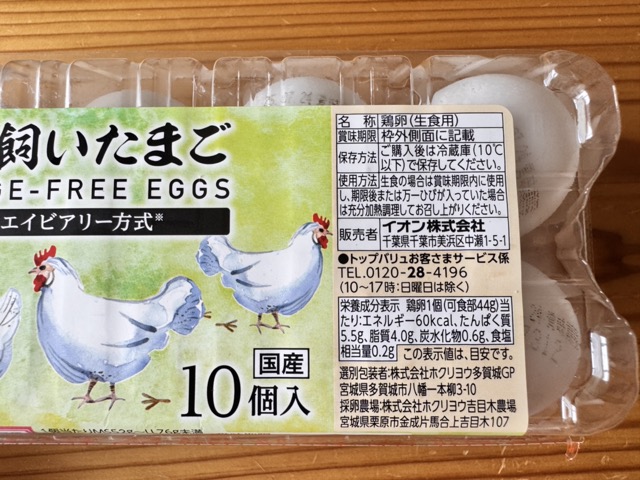 飼いたまご
GE-FREE EGGS
エイビアリー方式※
国産
10個入
名 称 鶏卵(生食用)
賞味期限 枠外側面に記載
保存方法 ご購入後は冷蔵庫(10℃
以下)で保存してください。
使用方法 生食の場合は賞味期限内に使用
し、期限後または万一ひびが入っていた場合
は充分加熱調理してお召し上がりください。
販売者 イオン株式会社
千葉県千葉市美浜区中瀬1-5-1
●トップバリュお客さまサービス係
TEL.0120-28-4196
(10~17時:日曜日は除く)
栄養成分表示 鶏卵1個(可食部44g)当
たり:エネルギー60kcal、たんぱく質
5.5g、脂質4.0g、炭水化物0.6g、食塩
相当量0.2g この表示値は、目安です。
選別包装者:株式会社ホクリヨウ多賀城GP
宮城県多賀城市八幡一本柳3-10
採卵農場:株式会社ホクリヨウ吉目木農場
宮城県栗原市金成片馬合上吉目木107